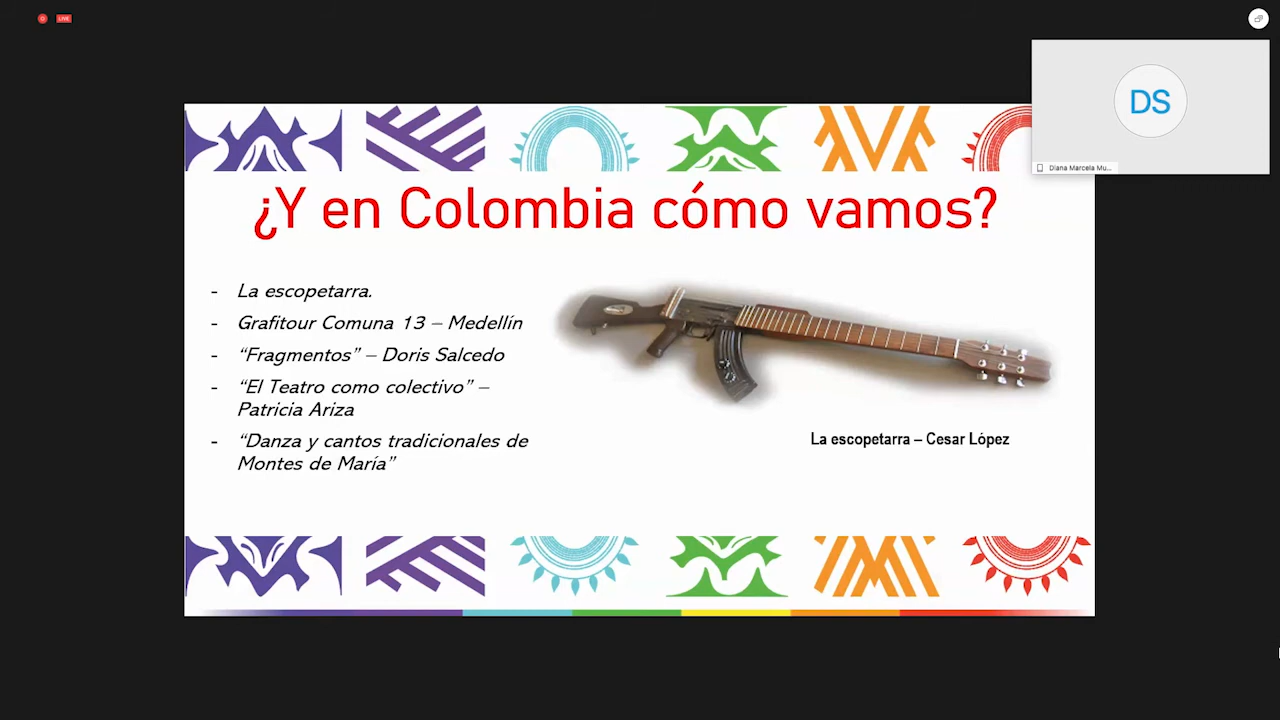 LIVE
DS
Diana Marcela Mu...
¿Y en Colombia cómo vamos?
- La escopetarra.
- Grafitour Comuna 13 – Medellín
- “Fragmentos” – Doris Salcedo
- “El Teatro como colectivo” –
Patricia Ariza
- “Danza y cantos tradicionales de
Montes de María”
La escopetarra – Cesar López